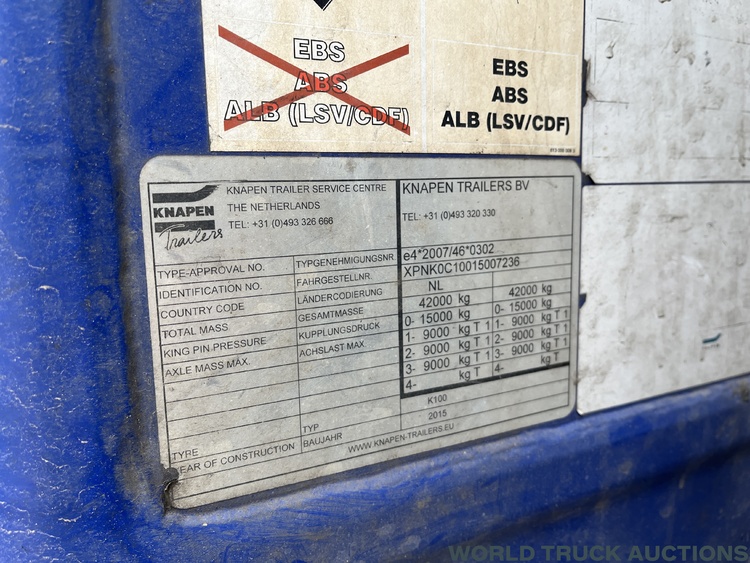 EBS
ABS
ALB (LSV/CDF)
EBS
ABS
ALB (LSV/CDF)
KNAPEN
Trailers
KNAPEN TRAILER SERVICE CENTRE
THE NETHERLANDS
TEL: +31 (0)493 326 666
KNAPEN TRAILERS BV
TEL: +31 (0)493 320 330
TYPE-APPROVAL NO. TYPGENEHMIGUNGSNR. e4*2007/46*0302
IDENTIFICATION NO. FAHRGESTELLNR. XPNK0C10015007236
COUNTRY CODE LÄNDERCODIERUNG NL
TOTAL MASS GESAMTMASSE 42000 kg 42000 kg
KING PIN.PRESSURE KUPPLUNGSDRUCK 0- 15000 kg 0- 15000 kg
AXLE MASS MAX. ACHSLAST MAX. 1- 9000 kg T 1 1- 9000 kg T 1
2- 9000 kg T 1 2- 9000 kg T 1
3- 9000 kg T 1 3- 9000 kg T 1
4- kg T 4- kg T
TYPE TYP K100
YEAR OF CONSTRUCTION BAUJAHR 2015
WWW.KNAPEN-TRAILERS.EU
WORLD TRUCK AUCTIONS